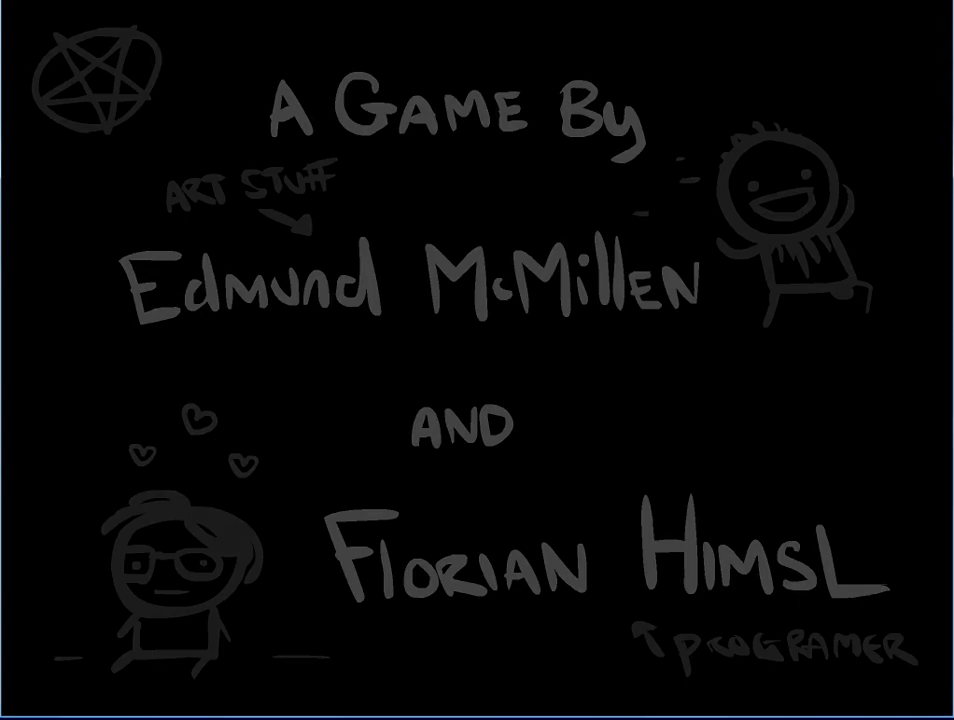 A GAME By
ART STUFF
Edmund McMillEN
AND
FlORIAN HIMSL
PROGRAMER